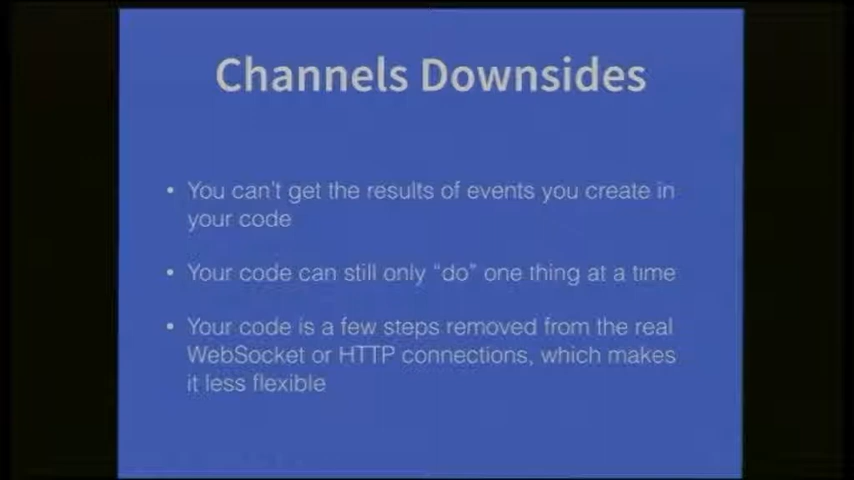 Channels Downsides
• You can't get the results of events you create in
your code
• Your code can still only “do” one thing at a time
• Your code is a few steps removed from the real
WebSocket or HTTP connections, which makes
it less flexible